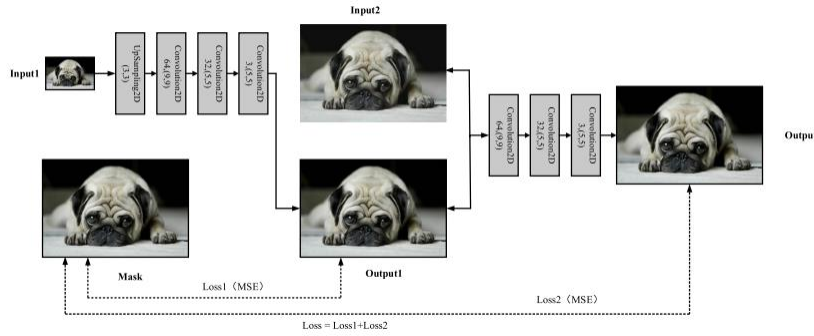 Input2
Input1
UpSampling2D
(3,3)
Convolution2D
64,(9,9)
Convolution2D
32,(5,5)
Convolution2D
3,(5,5)
Convolution2D
64,(9,9)
Convolution2D
32,(5,5)
Convolution2D
3,(5,5)
Outpu
Mask
Output1
Loss1（MSE）
Loss2（MSE）
Loss = Loss1+Loss2